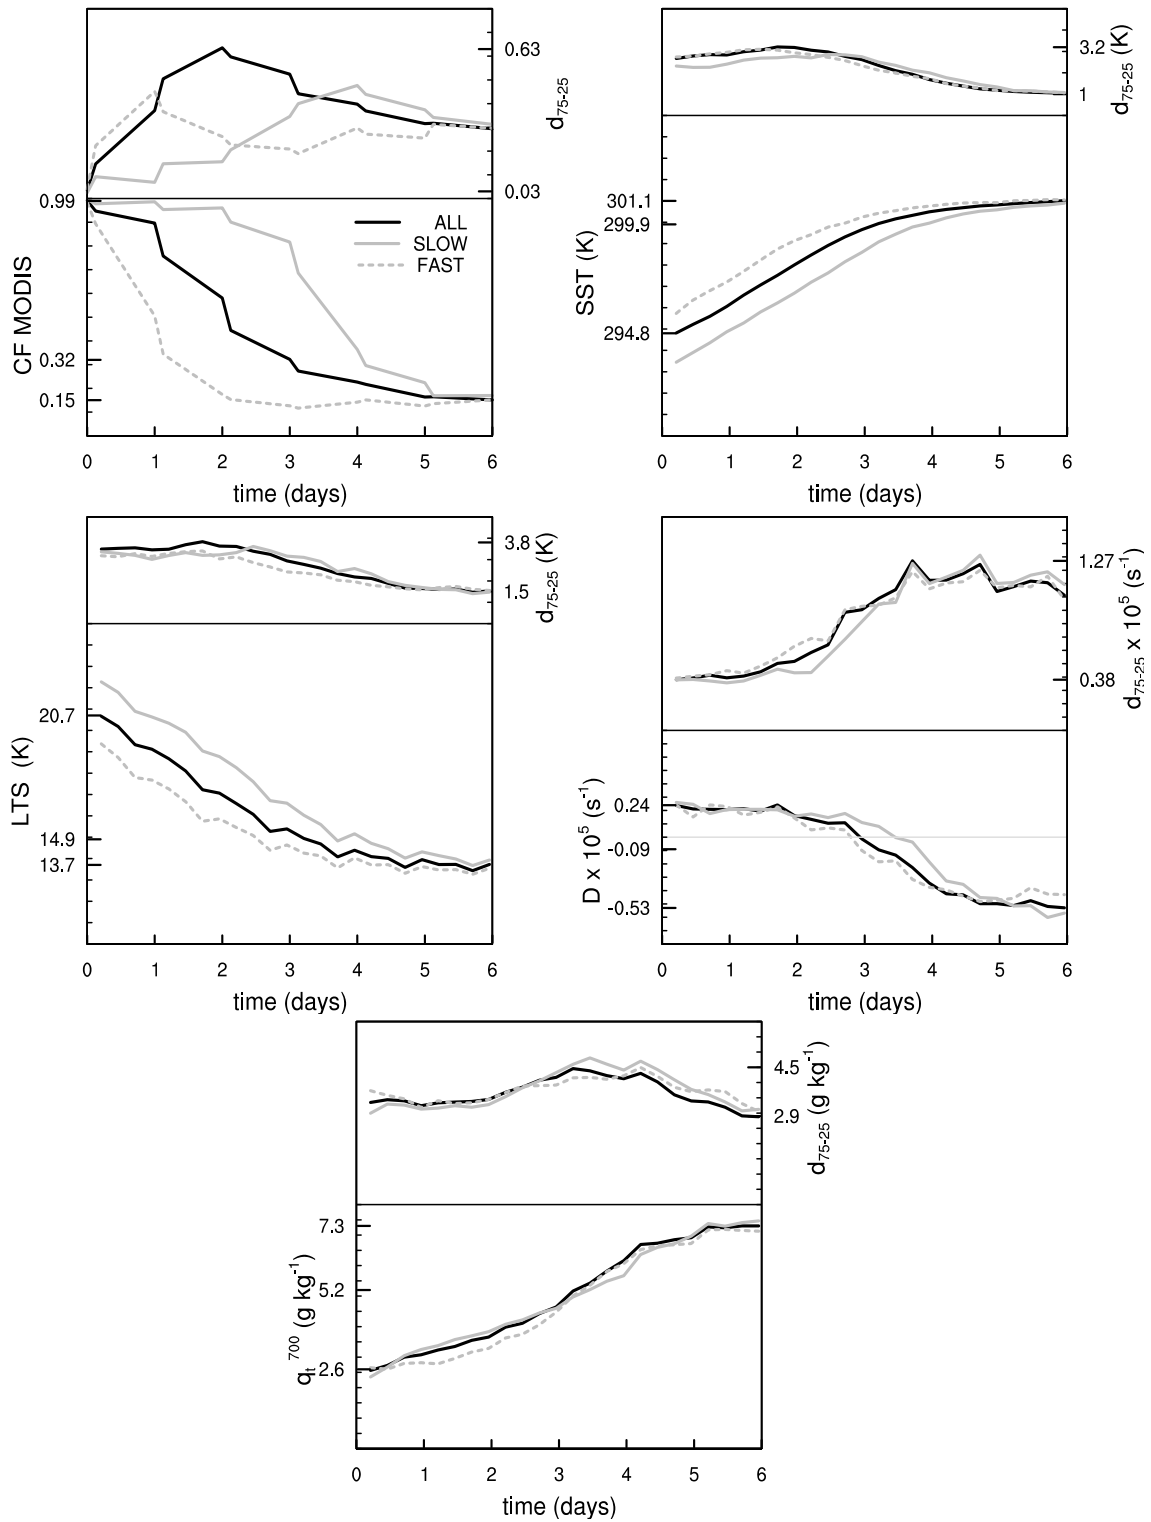 0.63
d75-25
0.03
0.99
ALL
SLOW
FAST
CF MODIS
0.32
0.15
0 1 2 3 4 5 6
time (days)
3.2
d75-25 (K)
1
301.1
299.9
SST (K)
294.8
0 1 2 3 4 5 6
time (days)
3.8
d75-25 (K)
1.5
20.7
LTS (K)
14.9
13.7
0 1 2 3 4 5 6
time (days)
1.27
d75-25 x 10⁵ (s⁻¹)
0.38
0.24
D x 10⁵ (s⁻¹)
-0.09
-0.53
0 1 2 3 4 5 6
time (days)
4.5
d75-25 (g kg⁻¹)
2.9
7.3
5.2
qt⁷⁰⁰ (g kg⁻¹)
2.6
0 1 2 3 4 5 6
time (days)